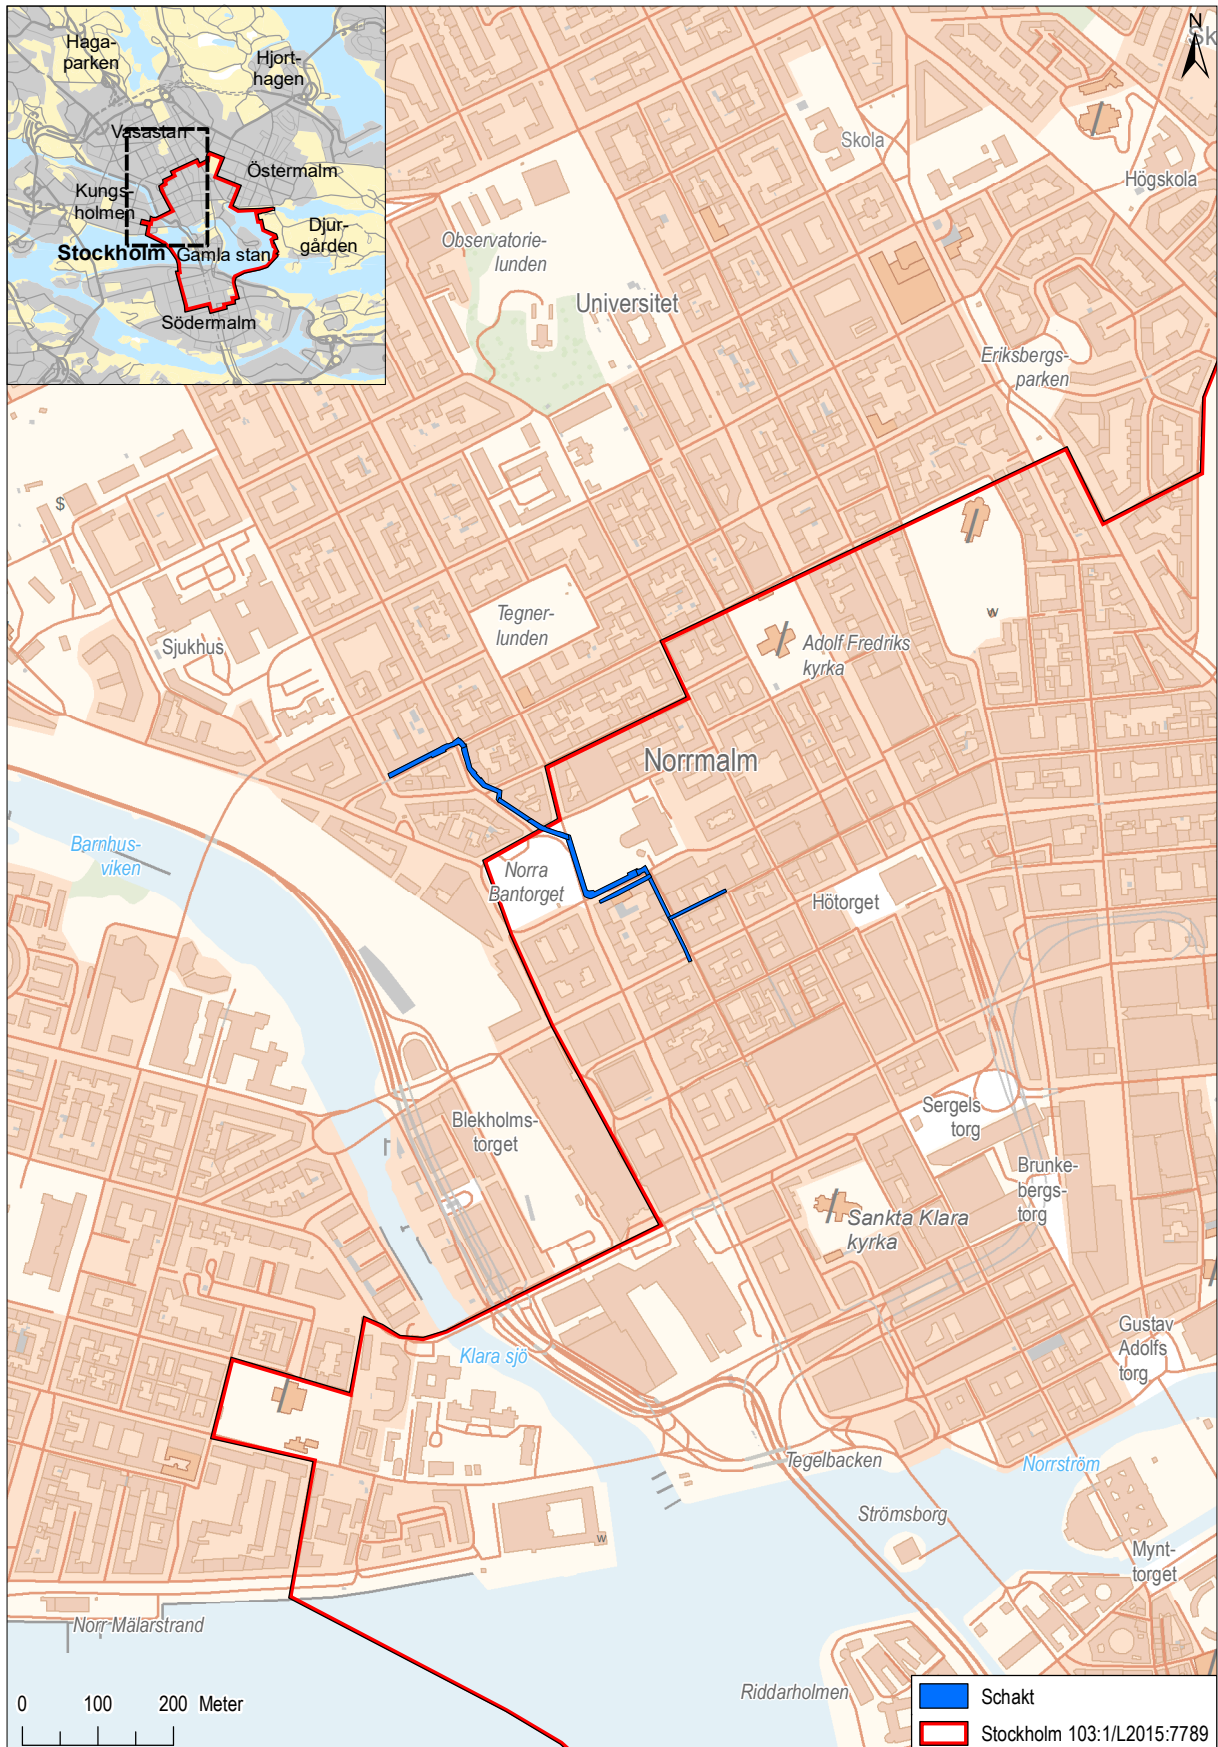 Haga-
parken
Hjort-
hagen
Vasastan
Östermalm
Kungs-
holmen
Djur-
gården
Stockholm
Gamla stan
Södermalm
N
Sk
Skola
Högskola
Observatorie-
lunden
Universitet
Eriksbergs-
parken
$
Tegner-
lunden
w
Sjukhus
Adolf Fredriks
kyrka
Norrmalm
Barnhus-
viken
Norra
Bantorget
Hötorget
Blekholms-
torget
Sergels
torg
Brunke-
bergs-
torg
Sankta Klara
kyrka
Gustav
Adolfs
torg
Klara sjö
Tegelbacken
Norrström
Strömsborg
w
Mynt-
torget
Norr Mälarstrand
Riddarholmen
0 100 200 Meter
Schakt
Stockholm 103:1/L2015:7789